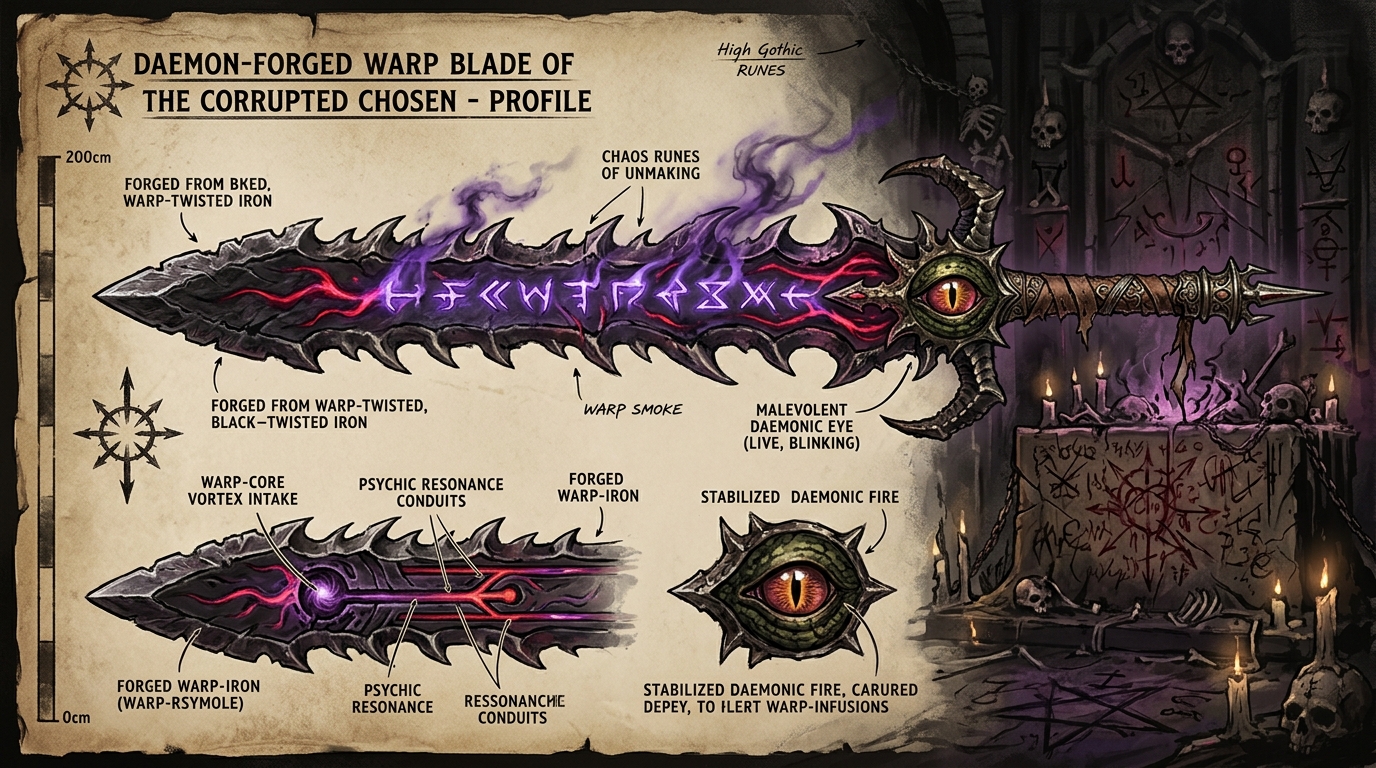 DAEMON-FORGED WARP BLADE OF
THE CORRUPTED CHOSEN - PROFILE
High Gothic
RUNES
200cm
FORGED FROM BKED,
WARP-TWISTED IRON
CHAOS RUNES
OF UNMAKING
FORGED FROM WARP-TWISTED,
BLACK-TWISTED IRON
WARP SMOKE
MALEVOLENT
DAEMONIC EYE
(LIVE, BLINKING)
WARP-CORE
VORTEX INTAKE
PSYCHIC RESONANCE
CONDUITS
FORGED
WARP-IRON
STABILIZED DAEMONIC FIRE
FORGED WARP-IRON
(WARP-RSYMOLE)
PSYCHIC
RESONANCE
RESSONANCHE
CONDUITS
STABILIZED DAEMONIC FIRE, CARURED
DEPEY, TO WARP-INFUSIONS
0cm